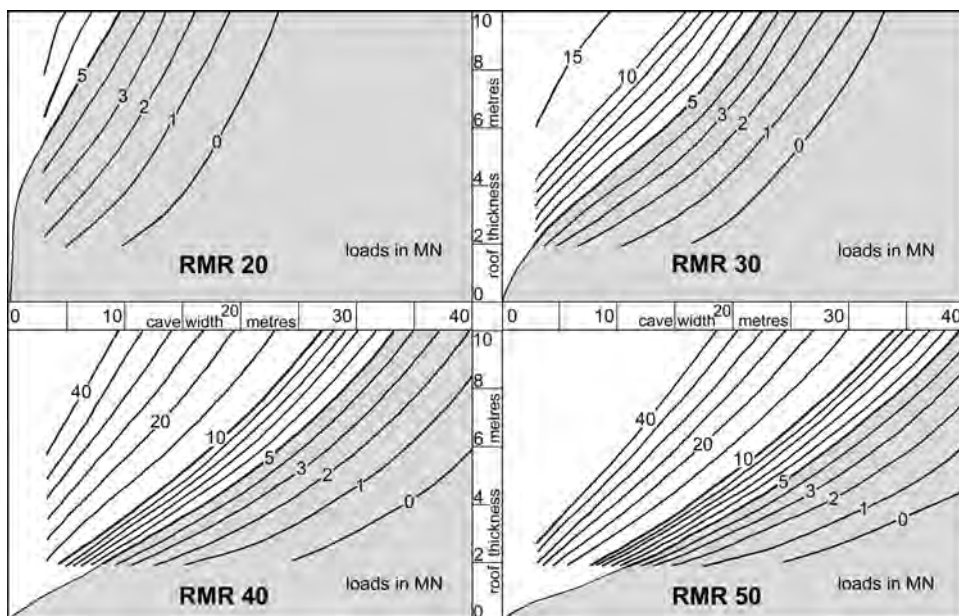 5 3 2 1 0
10
8
6
4
2
0
roof thickness metres
loads in MN
RMR 20
15 10 5 3 2 1 0
loads in MN
RMR 30
0 10 20 30 40
cave width metres
0 10 20 30 40
cave width metres
40 20 10 5 3 2 1 0
10
8
6
4
2
0
roof thickness metres
loads in MN
RMR 40
40 20 10 5 3 2 1 0
loads in MN
RMR 50